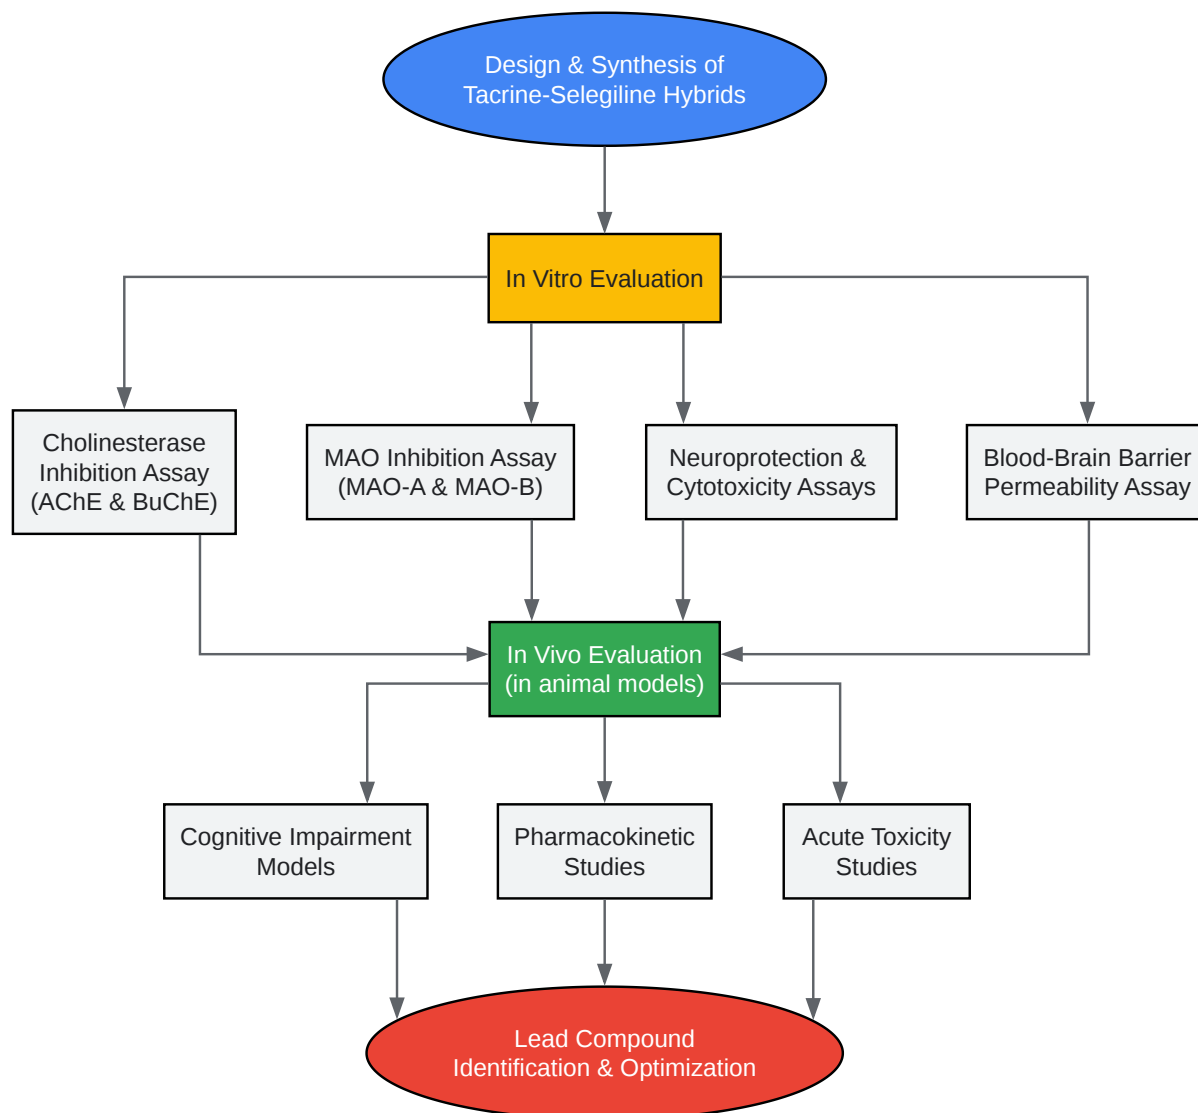 Design & Synthesis of
Tacrine-Selegiline Hybrids
In Vitro Evaluation
Cholinesterase
Inhibition Assay
(AChE & BuChE)
MAO Inhibition Assay
(MAO-A & MAO-B)
Neuroprotection &
Cytotoxicity Assays
Blood-Brain Barrier
Permeability Assay
In Vivo Evaluation
(in animal models)
Cognitive Impairment
Models
Pharmacokinetic
Studies
Acute Toxicity
Studies
Lead Compound
Identification & Optimization